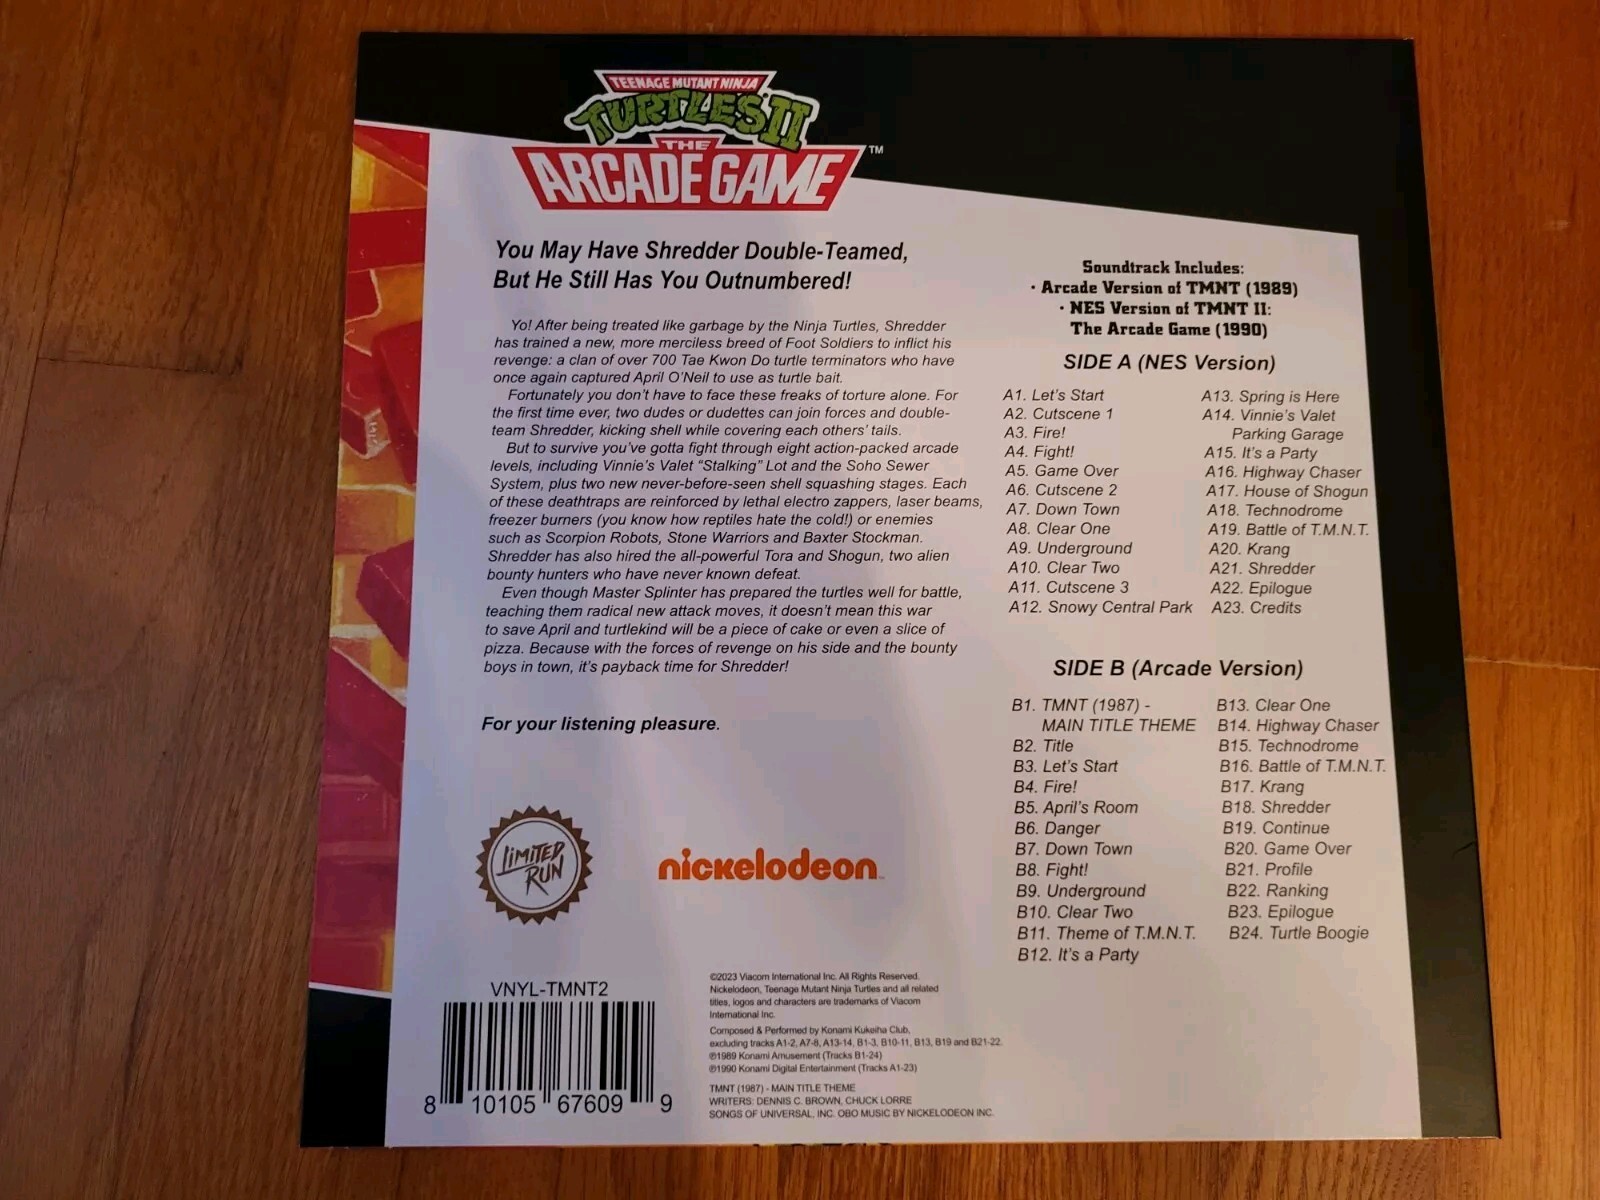 TEENAGE MUTANT NINJA
TURTLES II
THE
ARCADE GAME™
You May Have Shredder Double-Teamed,
But He Still Has You Outnumbered!
Yo! After being treated like garbage by the Ninja Turtles, Shredder
has trained a new, more merciless breed of Foot Soldiers to inflict his
revenge: a clan of over 700 Tae Kwon Do turtle terminators who have
once again captured April O'Neil to use as turtle bait.
Fortunately you don't have to face these freaks of torture alone. For
the first time ever, two dudes or dudettes can join forces and double-
team Shredder, kicking shell while covering each others' tails.
But to survive you've gotta fight through eight action-packed arcade
levels, including Vinnie's Valet "Stalking" Lot and the Soho Sewer
System, plus two new never-before-seen shell squashing stages. Each
of these deathtraps are reinforced by lethal electro zappers, laser beams,
freezer burners (you know how reptiles hate the cold!) or enemies
such as Scorpion Robots, Stone Warriors and Baxter Stockman.
Shredder has also hired the all-powerful Tora and Shogun, two alien
bounty hunters who have never known defeat.
Even though Master Splinter has prepared the turtles well for battle,
teaching them radical new attack moves, it doesn't mean this war
to save April and turtlekind will be a piece of cake or even a slice of
pizza. Because with the forces of revenge on his side and the bounty
boys in town, it's payback time for Shredder!
For your listening pleasure.
LIMITED
RUN
nickelodeon
VNYL-TMNT2
8 10105 67609 9
Soundtrack Includes:
• Arcade Version of TMNT (1989)
• NES Version of TMNT II:
The Arcade Game (1990)
SIDE A (NES Version)
A1. Let's Start
A2. Cutscene 1
A3. Fire!
A4. Fight!
A5. Game Over
A6. Cutscene 2
A7. Down Town
A8. Clear One
A9. Underground
A10. Clear Two
A11. Cutscene 3
A12. Snowy Central Park
A13. Spring is Here
A14. Vinnie's Valet
Parking Garage
A15. It's a Party
A16. Highway Chaser
A17. House of Shogun
A18. Technodrome
A19. Battle of T.M.N.T.
A20. Krang
A21. Shredder
A22. Epilogue
A23. Credits
SIDE B (Arcade Version)
B1. TMNT (1987) -
MAIN TITLE THEME
B2. Title
B3. Let's Start
B4. Fire!
B5. April's Room
B6. Danger
B7. Down Town
B8. Fight!
B9. Underground
B10. Clear Two
B11. Theme of T.M.N.T.
B12. It's a Party
B13. Clear One
B14. Highway Chaser
B15. Technodrome
B16. Battle of T.M.N.T.
B17. Krang
B18. Shredder
B19. Continue
B20. Game Over
B21. Profile
B22. Ranking
B23. Epilogue
B24. Turtle Boogie
©2023 Viacom International Inc. All Rights Reserved.
Nickelodeon, Teenage Mutant Ninja Turtles and all related
titles, logos and characters are trademarks of Viacom
International Inc.
Composed & Performed by Konami Kukeiha Club,
excluding tracks A1-2, A7-8, A13-14, B1-3, B10-11, B13, B19 and B21-22.
℗1989 Konami Amusement (Tracks B1-24)
℗1990 Konami Digital Entertainment (Tracks A1-23)
TMNT (1987) - MAIN TITLE THEME
WRITERS: DENNIS C. BROWN, CHUCK LORRE
SONGS OF UNIVERSAL, INC. OBO MUSIC BY NICKELODEON INC.